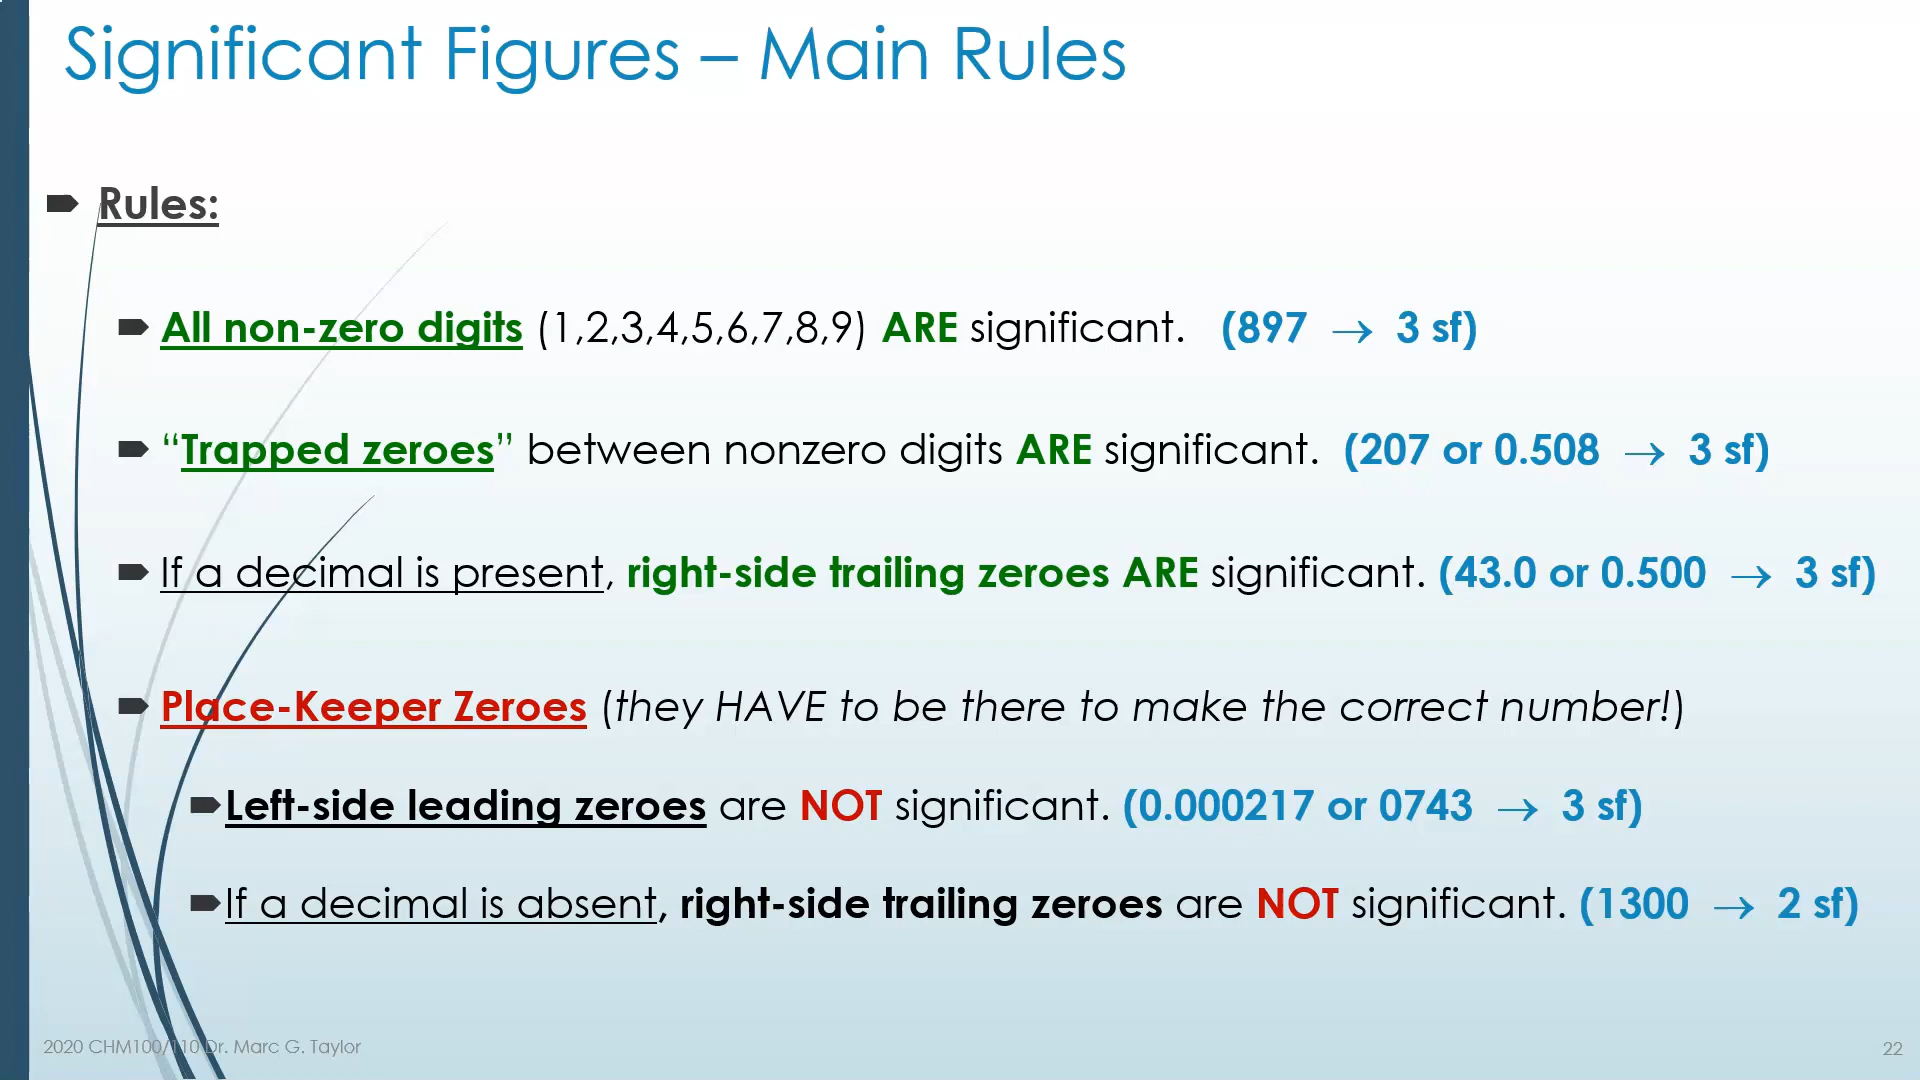 Significant Figures – Main Rules
Rules:
All non-zero digits (1,2,3,4,5,6,7,8,9) ARE significant. (897 → 3 sf)
“Trapped zeroes” between nonzero digits ARE significant. (207 or 0.508 → 3 sf)
If a decimal is present, right-side trailing zeroes ARE significant. (43.0 or 0.500 → 3 sf)
Place-Keeper Zeroes (they HAVE to be there to make the correct number!)
Left-side leading zeroes are NOT significant. (0.000217 or 0743 → 3 sf)
If a decimal is absent, right-side trailing zeroes are NOT significant. (1300 → 2 sf)
2020 CHM100/110 Dr. Marc G. Taylor
22